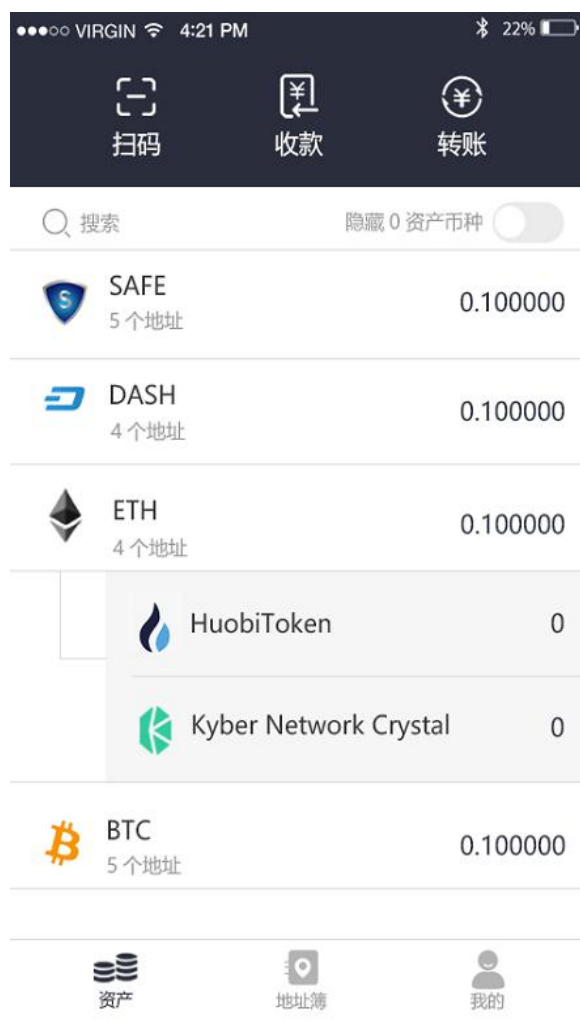 VIRGIN 4:21 PM 22%
扫码 收款 转账
搜索 隐藏 0 资产币种
SAFE 0.100000
5 个地址
DASH 0.100000
4 个地址
ETH 0.100000
4 个地址
HuobiToken 0
Kyber Network Crystal 0
BTC 0.100000
5 个地址
资产 地址簿 我的